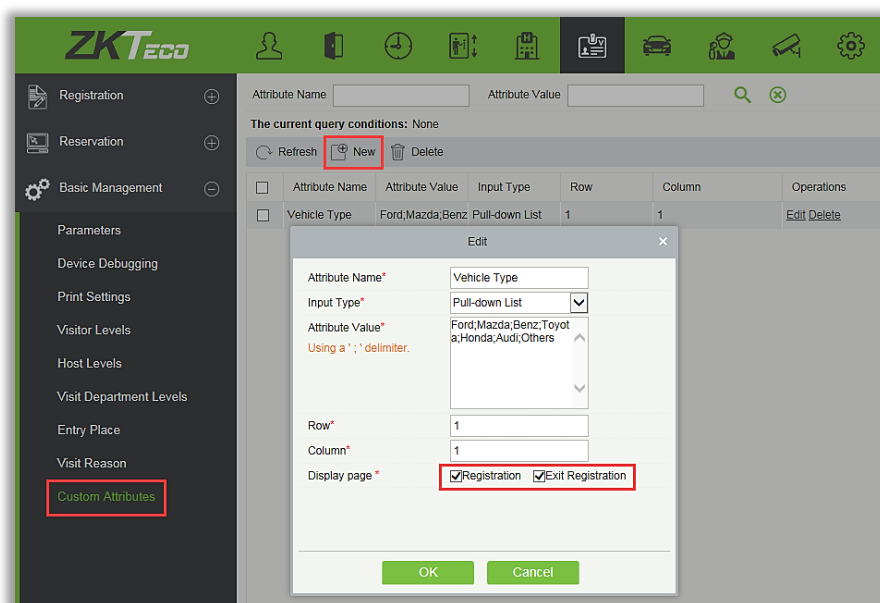 ZKTeco
Registration
Reservation
Basic Management
Parameters
Device Debugging
Print Settings
Visitor Levels
Host Levels
Visit Department Levels
Entry Place
Visit Reason
Custom Attributes
Attribute Name Attribute Value
The current query conditions: None
Refresh New Delete
Attribute Name Attribute Value Input Type Row Column Operations
Vehicle Type Ford;Mazda;Benz Pull-down List 1 1 Edit Delete
Edit
Attribute Name* Vehicle Type
Input Type* Pull-down List
Attribute Value* Ford;Mazda;Benz;Toyot
Using a ' ; ' delimiter. a;Honda;Audi;Others
Row* 1
Column* 1
Display page * Registration Exit Registration
OK Cancel